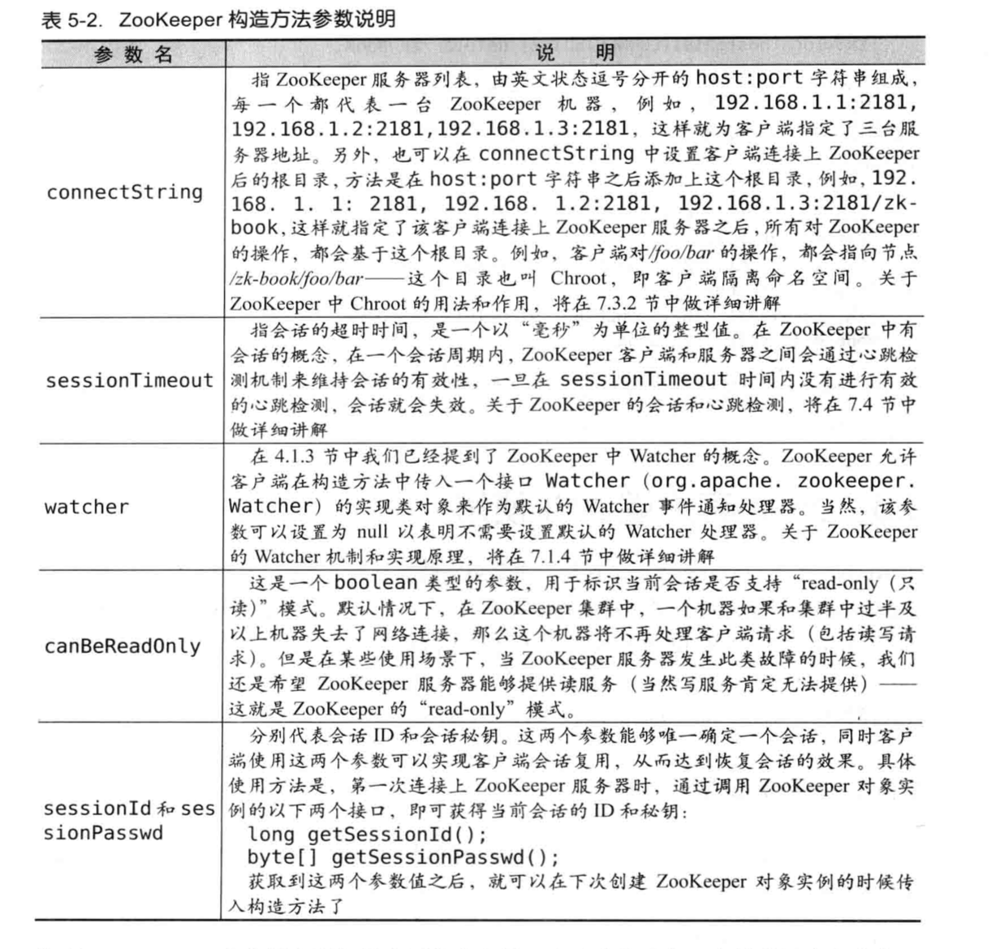 表 5-2. ZooKeeper 构造方法参数说明
参 数 名
说 明
connectString
指 ZooKeeper 服务器列表，由英文状态逗号分开的 host:port 字符串组成，
每一个都代表一台 ZooKeeper 机器，例如，192.168.1.1:2181,
192.168.1.2:2181,192.168.1.3:2181，这样就为客户端指定了三台服
务器地址。另外，也可以在 connectString 中设置客户端连接上 ZooKeeper
后的根目录，方法是在 host:port 字符串之后添加上这个根目录，例如，192.
168. 1. 1: 2181, 192.168. 1.2:2181, 192.168.1.3:2181/zk-
book，这样就指定了该客户端连接上 ZooKeeper 服务器之后，所有对 ZooKeeper
的操作，都会基于这个根目录。例如，客户端对/foo/bar 的操作，都会指向节点
/zk-book/foo/bar——这个目录也叫 Chroot，即客户端隔离命名空间。关于
ZooKeeper 中 Chroot 的用法和作用，将在 7.3.2 节中做详细讲解
sessionTimeout
指会话的超时时间，是一个以“毫秒”为单位的整型值。在 ZooKeeper 中有
会话的概念，在一个会话周期内，ZooKeeper 客户端和服务器之间会通过心跳检
测机制来维持会话的有效性，一旦在 sessionTimeout 时间内没有进行有效
的心跳检测，会话就会失效。关于 ZooKeeper 的会话和心跳检测，将在 7.4 节中
做详细讲解
watcher
在 4.1.3 节中我们已经提到了 ZooKeeper 中 Watcher 的概念。ZooKeeper 允许
客户端在构造方法中传入一个接口 Watcher（org.apache. zookeeper.
Watcher）的实现类对象来作为默认的 Watcher 事件通知处理器。当然，该参
数可以设置为 null 以表明不需要设置默认的 Watcher 处理器。关于 ZooKeeper
的 Watcher 机制和实现原理，将在 7.1.4 节中做详细讲解
canBeReadOnly
这是一个 boolean 类型的参数，用于标识当前会话是否支持“read-only（只
读）”模式。默认情况下，在 ZooKeeper 集群中，一个机器如果和集群中过半及
以上机器失去了网络连接，那么这个机器将不再处理客户端请求（包括读写请
求）。但是在某些使用场景下，当 ZooKeeper 服务器发生此类故障的时候，我们
还是希望 ZooKeeper 服务器能够提供读服务（当然写服务肯定无法提供）——
这就是 ZooKeeper 的“read-only”模式。
sessionId 和 ses
sionPasswd
分别代表会话 ID 和会话秘钥。这两个参数能够唯一确定一个会话，同时客户
端使用这两个参数可以实现客户端会话复用，从而达到恢复会话的效果。具体
使用方法是，第一次连接上 ZooKeeper 服务器时，通过调用 ZooKeeper 对象实
例的以下两个接口，即可获得当前会话的 ID 和秘钥：
long getSessionId();
byte[] getSessionPasswd();
获取到这两个参数值之后，就可以在下次创建 ZooKeeper 对象实例的时候传
入构造方法了